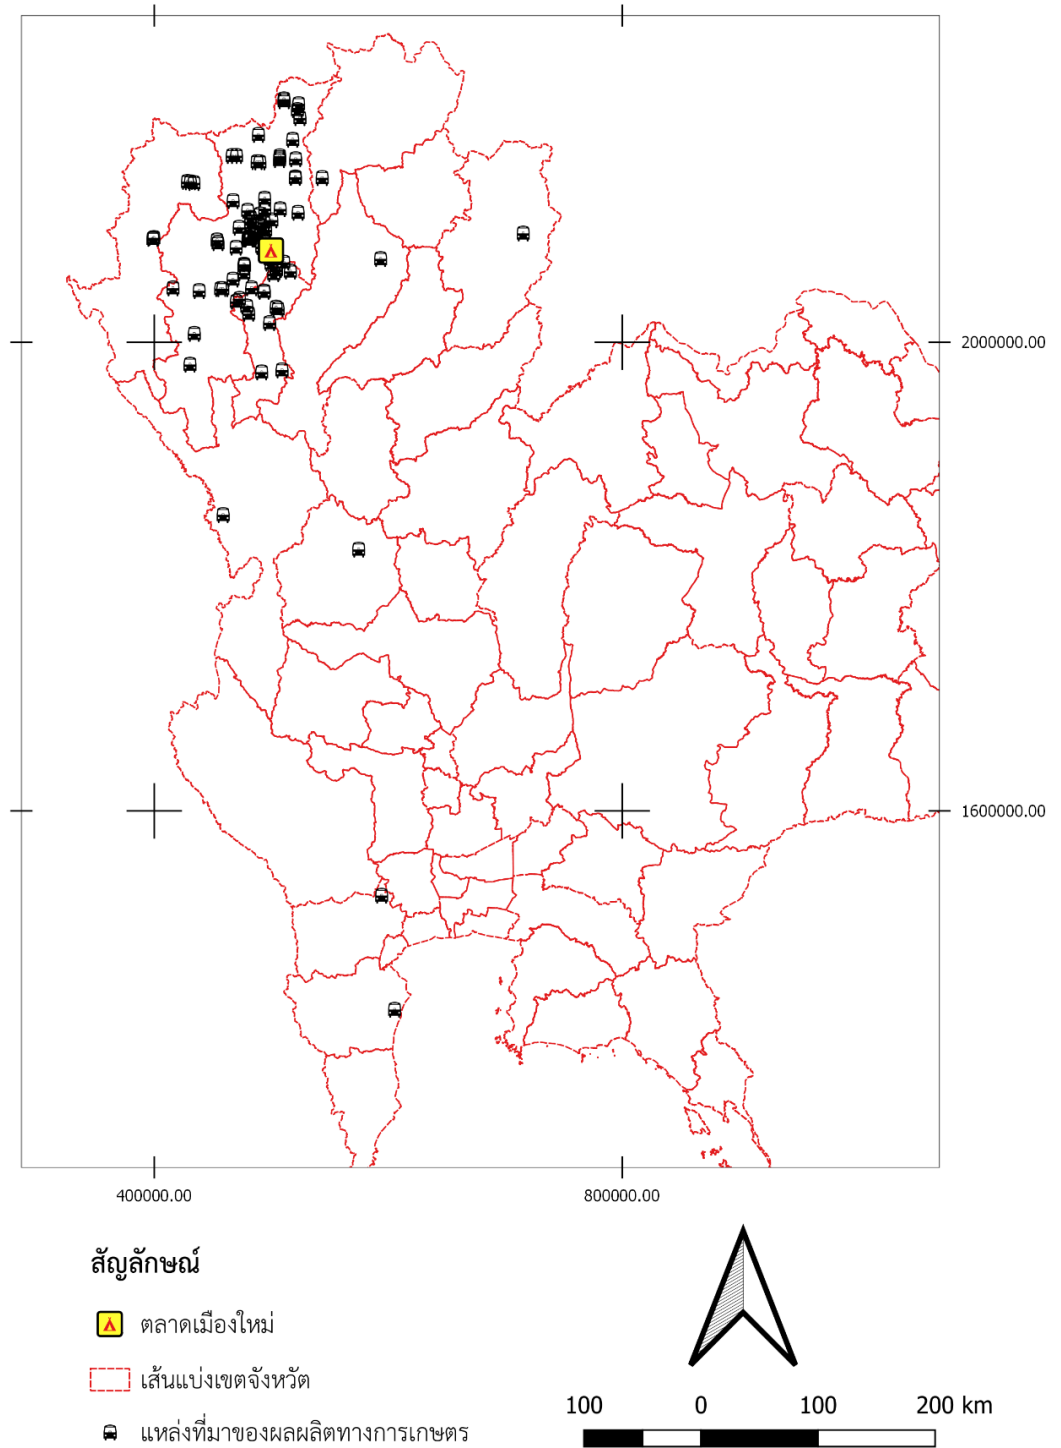 2000000.00
1600000.00
400000.00 800000.00
สัญลักษณ์
ตลาดเมืองใหม่
เส้นแบ่งเขตจังหวัด
แหล่งที่มาของผลผลิตทางการเกษตร
100 0 100 200 km